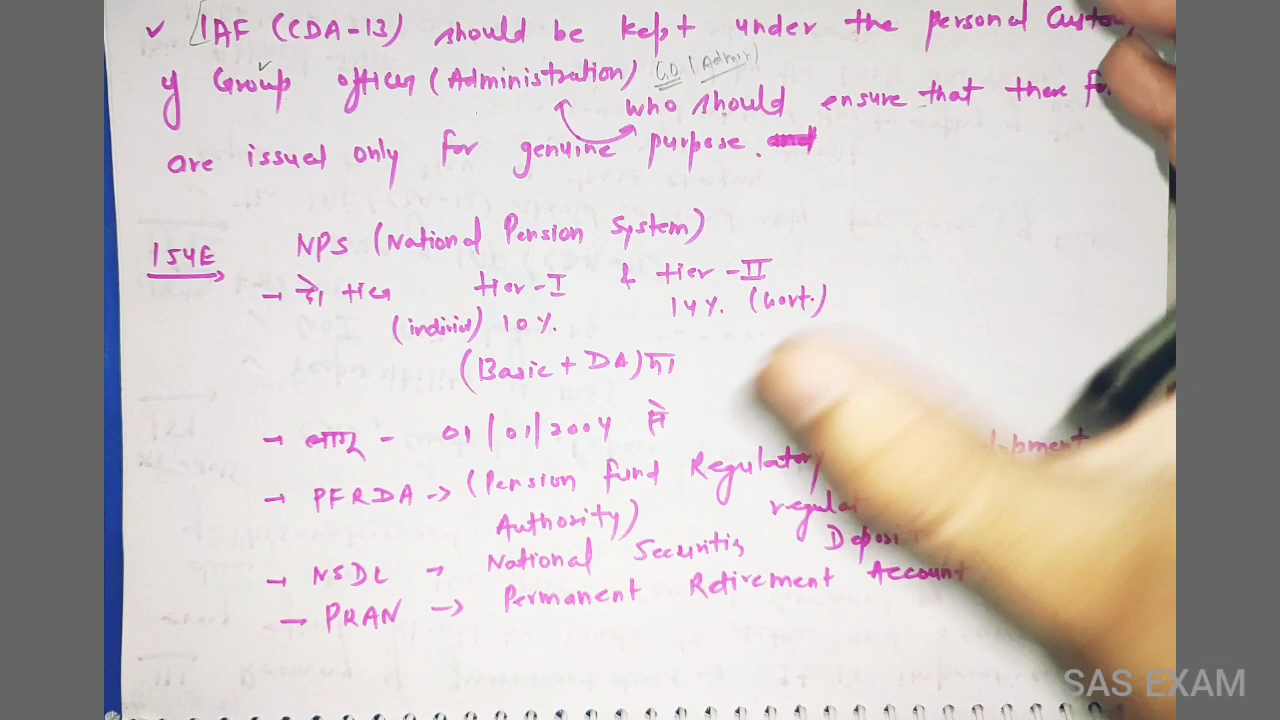 ✓ [IAF (CDA-13) should be kept under the personal Custody
of Group officer (Administration) GO (Admin)
who should ensure that these
are issued only for genuine purpose. and
154E NPS (National Pension System)
→ दो tier tier-I & tier-II
(individ) 10%. 14%. (Govt.)
(Basic + DA) का
→ लागू - 01/01/2004 से
→ PFRDA → (Pension fund Regulatory
Authority)
→ NSDL → National Securities
→ PRAN → Permanent Retirement Account
SAS EXAM